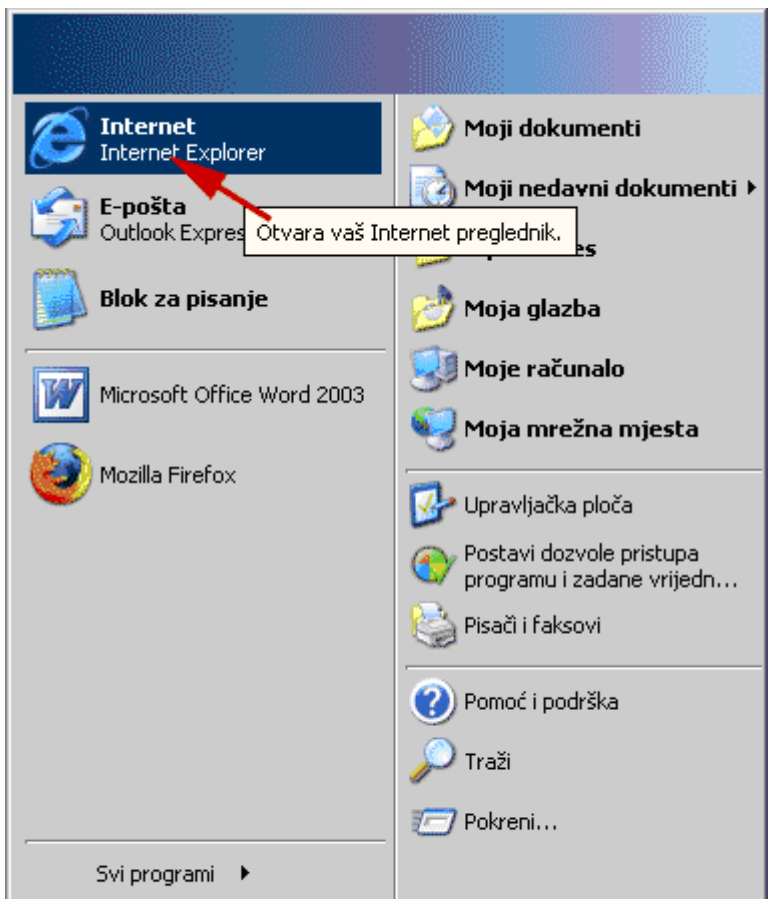 Internet
Internet Explorer
E-pošta
Outlook Expres
Otvara vaš Internet preglednik.
Blok za pisanje
Microsoft Office Word 2003
Mozilla Firefox
Svi programi
Moji dokumenti
Moji nedavni dokumenti
Moja glazba
Moje računalo
Moja mrežna mjesta
Upravljačka ploča
Postavi dozvole pristupa
programu i zadane vrijedn...
Pisači i faksovi
Pomoć i podrška
Traži
Pokreni...